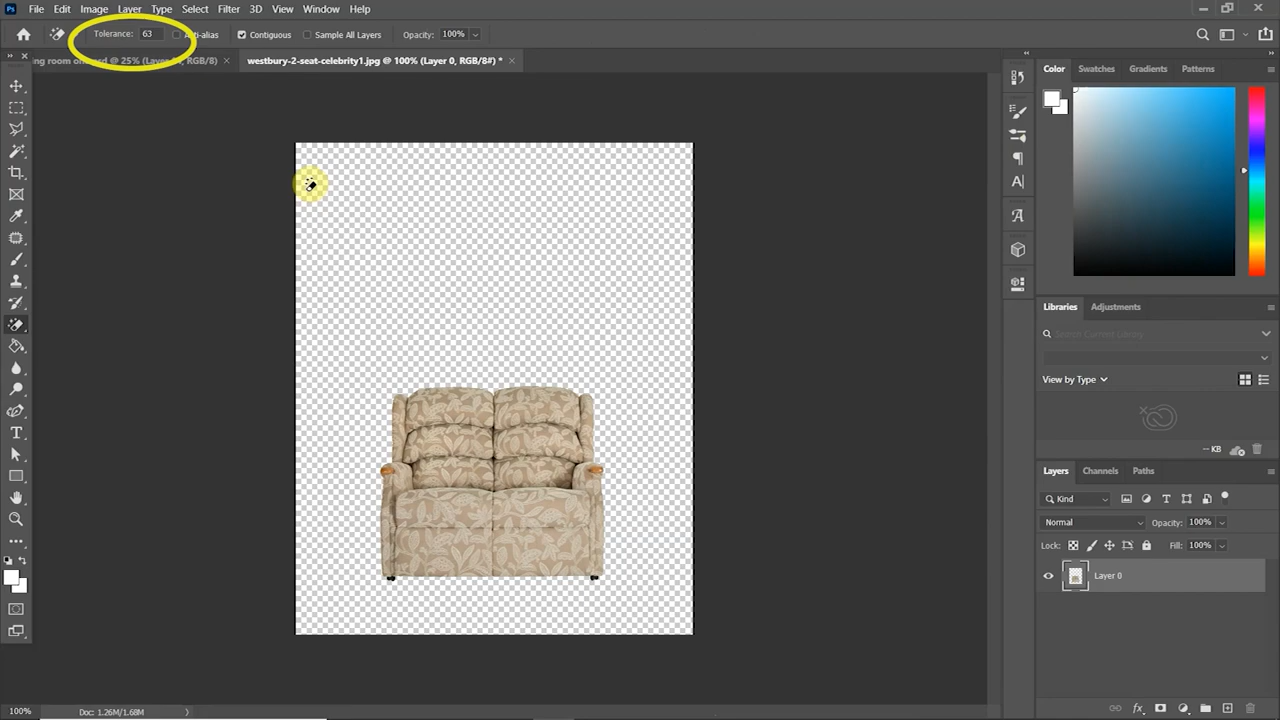 Ps File Edit Image Layer Type Select Filter 3D View Window Help
Tolerance: 63 Anti-alias Contiguous Sample All Layers Opacity: 100%
ing room onward @ 25% (Layer RGB/8) × westbury-2-seat-celebrity1.jpg @ 100% (Layer 0, RGB/8#) * ×
Color Swatches Gradients Patterns
Libraries Adjustments
Search Current Library
View by Type
-- KB
Layers Channels Paths
Kind
Normal Opacity: 100%
Lock: Fill: 100%
Layer 0
100% Doc: 1.26M/1.68M